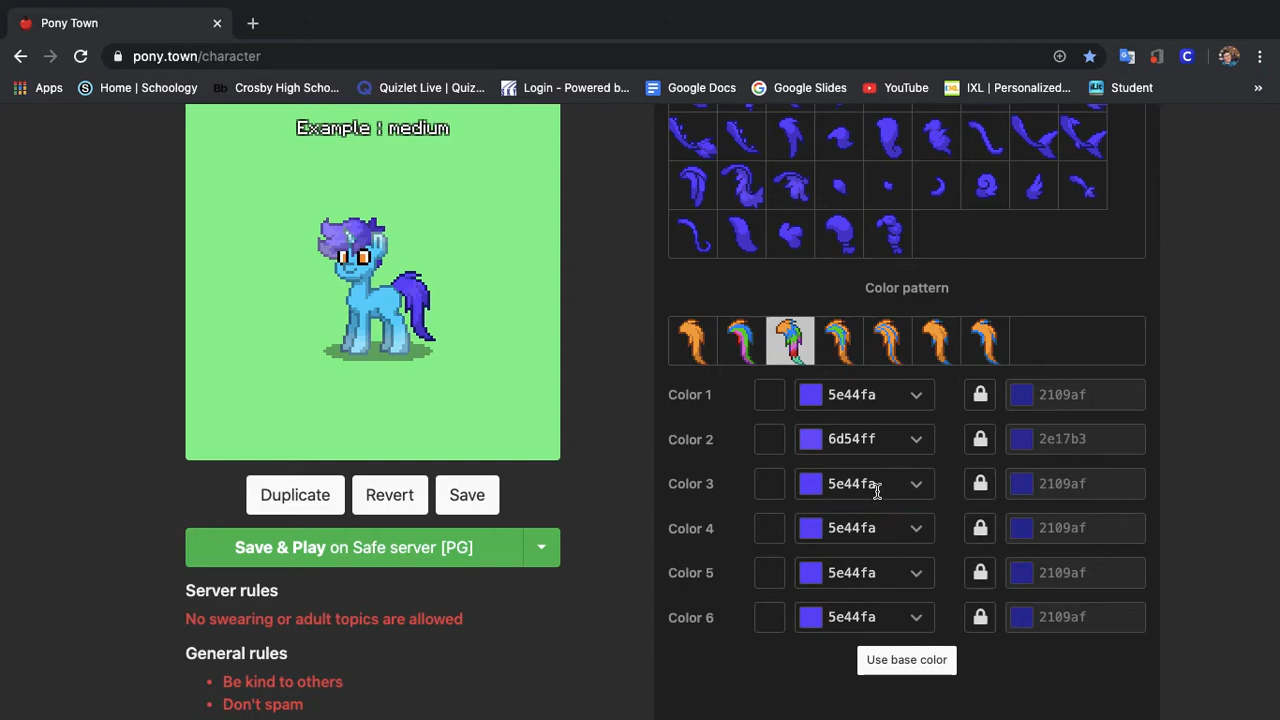 Pony Town
pony.town/character
Apps
Home | Schoology
Bb Crosby High Scho...
Quizlet Live | Quiz...
Login - Powered b...
Google Docs
Google Slides
YouTube
IXL | Personalized...
Student
»
Example : medium
Color pattern
Color 1 5e44fa 2109af
Color 2 6d54ff 2e17b3
Color 3 5e44fa 2109af
Color 4 5e44fa 2109af
Color 5 5e44fa 2109af
Color 6 5e44fa 2109af
Use base color
Duplicate
Revert
Save
Save & Play on Safe server [PG]
Server rules
No swearing or adult topics are allowed
General rules
• Be kind to others
• Don't spam